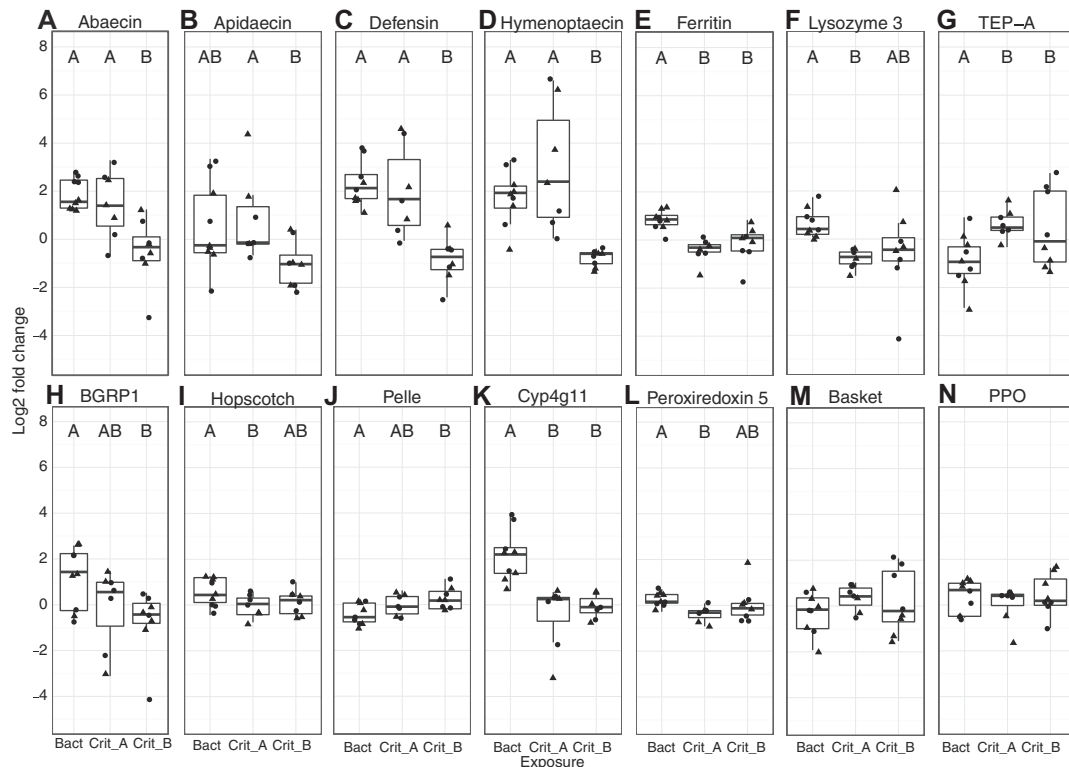 A Abaecin B Apidaecin C Defensin D Hymenoptaecin E Ferritin F Lysozyme 3 G TEP–A
8
A A B AB A B A A B A A B A B B A B AB A B B
6
4
2
0
−2
−4
Log2 fold change
H BGRP1 I Hopscotch J Pelle K Cyp4g11 L Peroxiredoxin 5 M Basket N PPO
8
A AB B A B AB A AB B A B B A B AB
6
4
2
0
−2
−4
Bact Crit_A Crit_B Bact Crit_A Crit_B Bact Crit_A Crit_B Bact Crit_A Crit_B Bact Crit_A Crit_B Bact Crit_A Crit_B Bact Crit_A Crit_B
Exposure